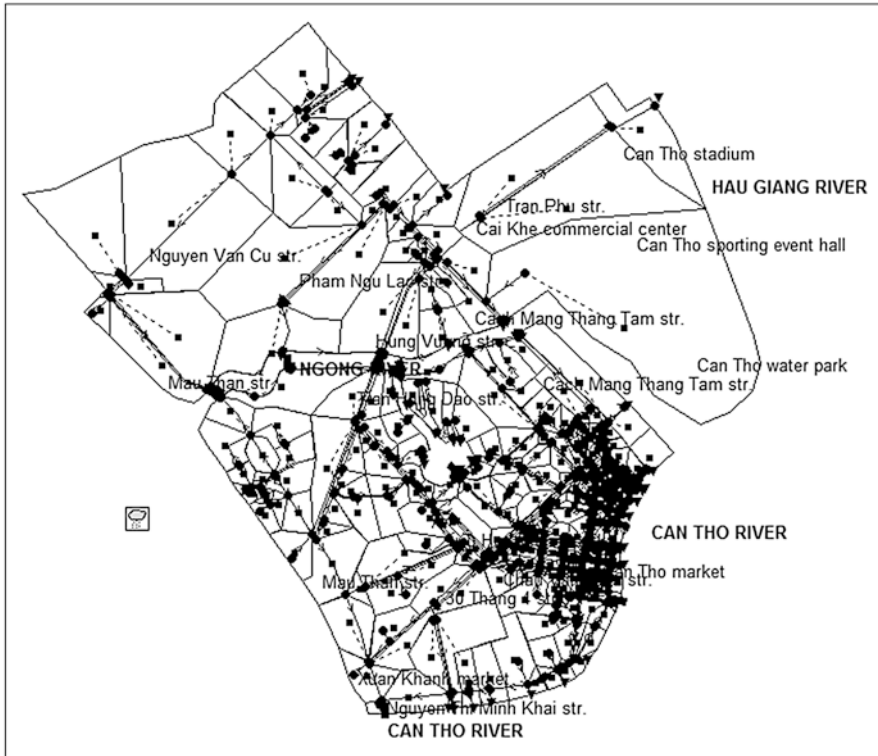 Can Tho stadium
HAU GIANG RIVER
Tran Phu str.
Cai Khe commercial center
Can Tho sporting event hall
Nguyen Van Cu str.
Pham Ngu Lao str.
Cach Mang Thang Tam str.
Hung Vuong str.
NGONG RIVER
Can Tho water park
Mau Than str.
Cach Mang Thang Tam str.
Tran Hung Dao str.
CAN THO RIVER
Can Tho market
Mau Than str.
str.
30 Thang 4 str.
Xuan Khanh market
Nguyen Thi Minh Khai str.
CAN THO RIVER